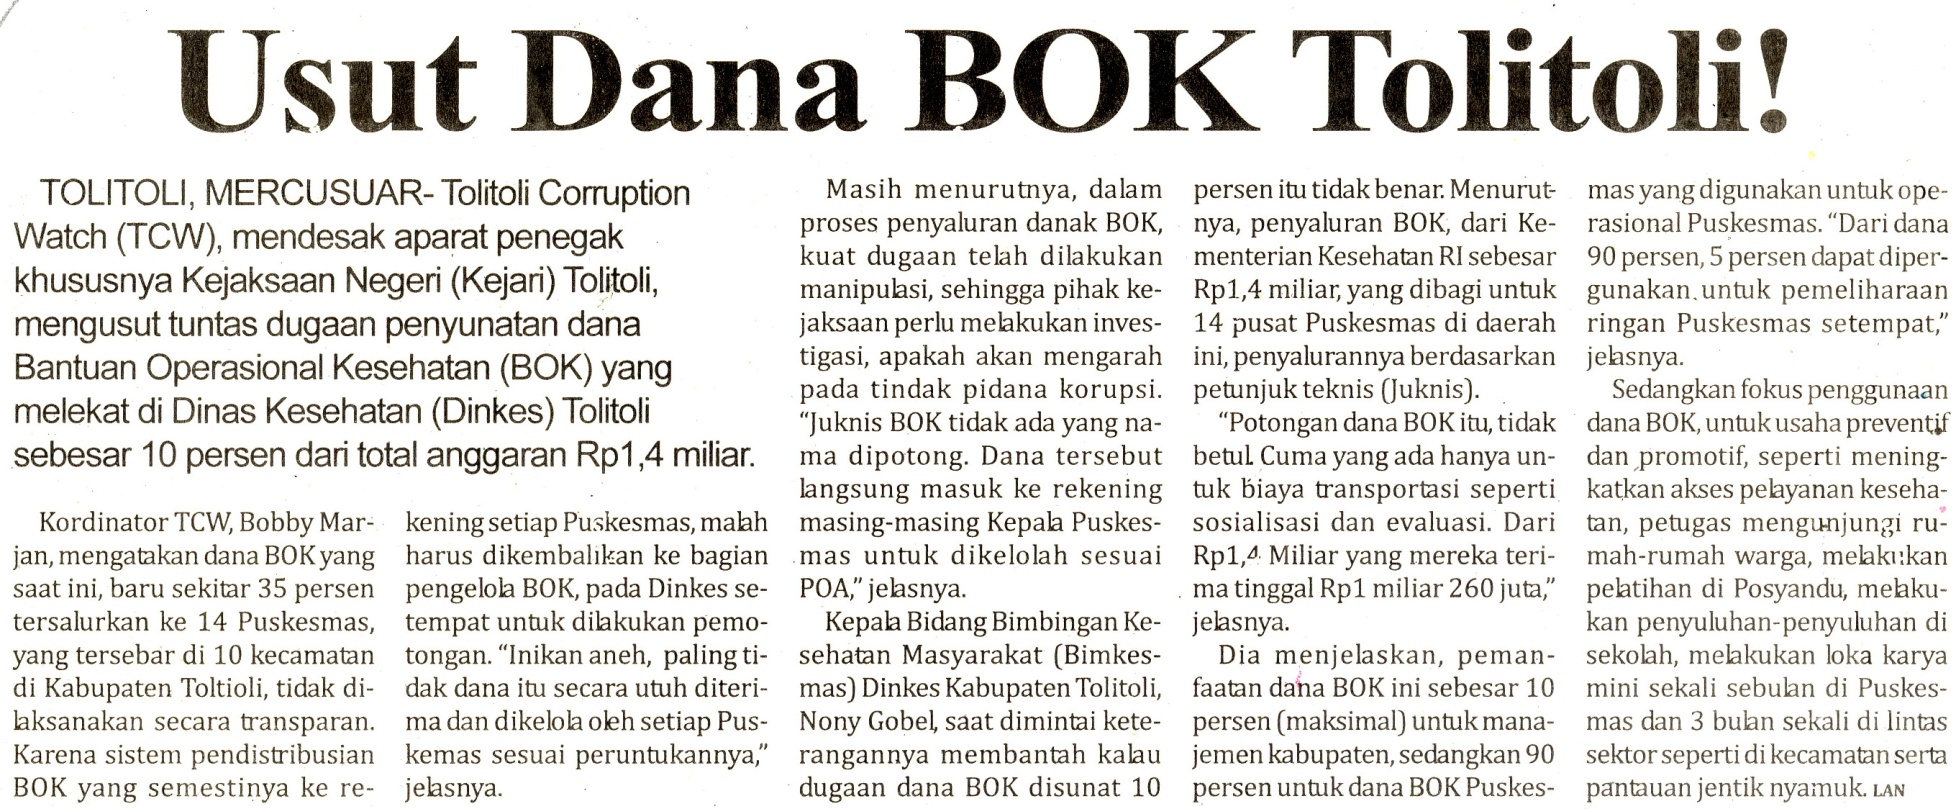 Usut Dana BOK Tolitoli!
TOLITOLI, MERCUSUAR- Tolitoli Corruption
Watch (TCW), mendesak aparat penegak
khususnya Kejaksaan Negeri (Kejari) Tolitoli,
mengusut tuntas dugaan penyunatan dana
Bantuan Operasional Kesehatan (BOK) yang
melekat di Dinas Kesehatan (Dinkes) Tolitoli
sebesar 10 persen dari total anggaran Rp1,4 miliar.
Kordinator TCW, Bobby Mar-
jan, mengatakan dana BOK yang
saat ini, baru sekitar 35 persen
tersalurkan ke 14 Puskesmas,
yang tersebar di 10 kecamatan
di Kabupaten Toltioli, tidak di-
laksanakan secara transparan.
Karena sistem pendistribusian
BOK yang semestinya ke re-
kening setiap Puskesmas, malah
harus dikembalikan ke bagian
pengelola BOK, pada Dinkes se-
tempat untuk dilakukan pemo-
tongan. “Inikan aneh, paling ti-
dak dana itu secara utuh diteri-
ma dan dikelola oleh setiap Pus-
kemas sesuai peruntukannya,”
jelasnya.
Masih menurutnya, dalam
proses penyaluran danak BOK,
kuat dugaan telah dilakukan
manipulasi, sehingga pihak ke-
jaksaan perlu melakukan inves-
tigasi, apakah akan mengarah
pada tindak pidana korupsi.
“Juknis BOK tidak ada yang na-
ma dipotong. Dana tersebut
langsung masuk ke rekening
masing-masing Kepala Puskes-
mas untuk dikelolah sesuai
POA,” jelasnya.
Kepala Bidang Bimbingan Ke-
sehatan Masyarakat (Bimkes-
mas) Dinkes Kabupaten Tolitoli,
Nony Gobel, saat dimintai kete-
rangannya membantah kalau
dugaan dana BOK disunat 10
persen itu tidak benar. Menurut-
nya, penyaluran BOK, dari Ke-
menterian Kesehatan RI sebesar
Rp1,4 miliar, yang dibagi untuk
14 pusat Puskesmas di daerah
ini, penyalurannya berdasarkan
petunjuk teknis (Juknis).
“Potongan dana BOK itu, tidak
betul. Cuma yang ada hanya un-
tuk biaya transportasi seperti
sosialisasi dan evaluasi. Dari
Rp1,4 Miliar yang mereka teri-
ma tinggal Rp1 miliar 260 juta,”
jelasnya.
Dia menjelaskan, peman-
faatan dana BOK ini sebesar 10
persen (maksimal) untuk mana-
jemen kabupaten, sedangkan 90
persen untuk dana BOK Puskes-
mas yang digunakan untuk ope-
rasional Puskesmas. “Dari dana
90 persen, 5 persen dapat diper-
gunakan untuk pemeliharaan
ringan Puskesmas setempat,”
jelasnya.
Sedangkan fokus penggunaan
dana BOK, untuk usaha preventif
dan promotif, seperti mening-
katkan akses pelayanan keseha-
tan, petugas mengunjungi ru-
mah-rumah warga, melakukan
pelatihan di Posyandu, melaku-
kan penyuluhan-penyuluhan di
sekolah, melakukan loka karya
mini sekali sebulan di Puskes-
mas dan 3 bulan sekali di lintas
sektor seperti di kecamatan serta
pantauan jentik nyamuk. LAN